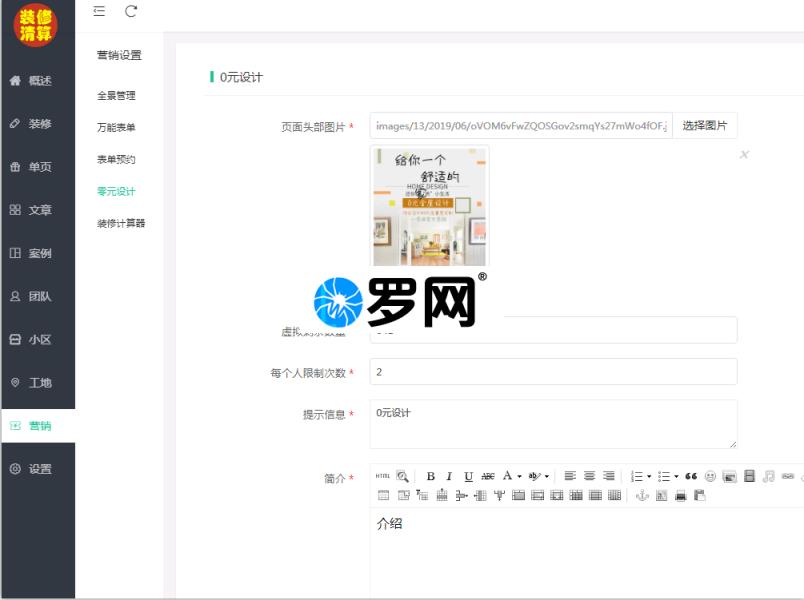 装修
清算
概述
装修
单页
文章
案例
团队
小区
工地
营销
设置
营销设置
全景管理
万能表单
表单预约
零元设计
装修计算器
0元设计
页面头部图片 *
images/13/2019/06/oVOM6vFwZQOSGov2smqYs27mWo4fOF.j
选择图片
给你一个
舒适的
HOME DESIGN
0元全屋设计
罗网®
虚拟剩余数量
每个人限制次数 *
2
提示信息 *
0元设计
简介 *
HTML
B I U ABC A ab
介绍